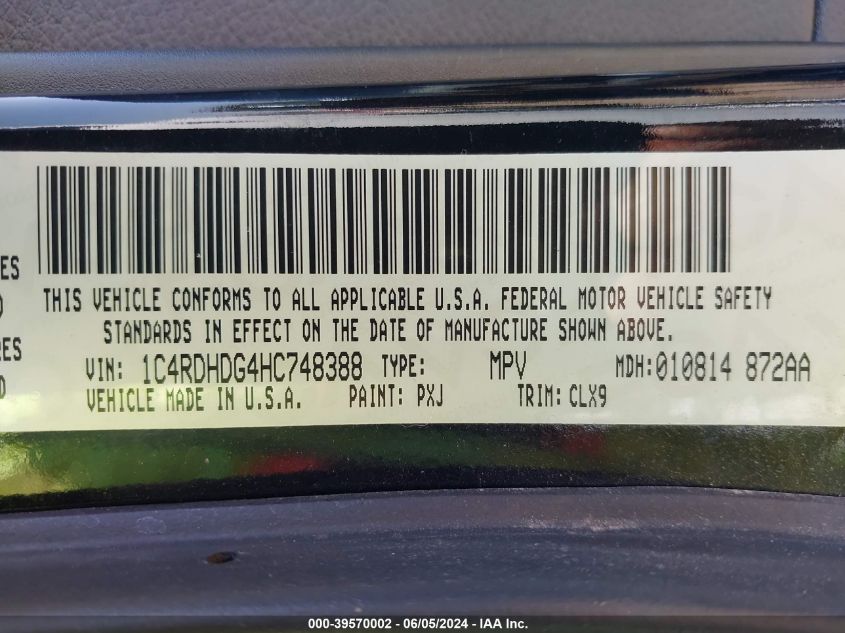 ES
THIS VEHICLE CONFORMS TO ALL APPLICABLE U.S.A. FEDERAL MOTOR VEHICLE SAFETY
STANDARDS IN EFFECT ON THE DATE OF MANUFACTURE SHOWN ABOVE.
RES
VIN: 1C4RDHDG4HC748388 TYPE: MPV MDH:010814 872AA
D
VEHICLE MADE IN U.S.A. PAINT: PXJ TRIM: CLX9
000-39570002 - 06/05/2024 - IAA Inc.